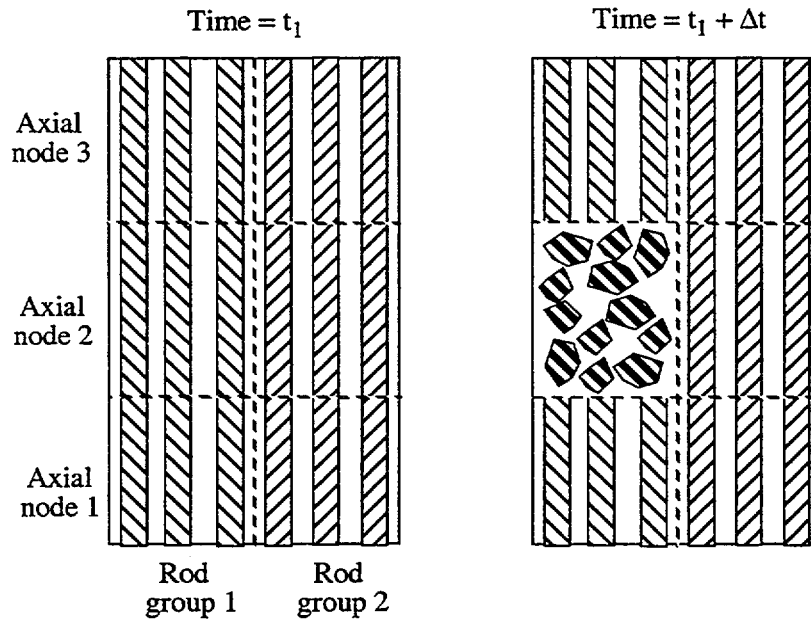 Time = t₁
Time = t₁ + Δt
Axial
node 3
Axial
node 2
Axial
node 1
Rod
group 1
Rod
group 2